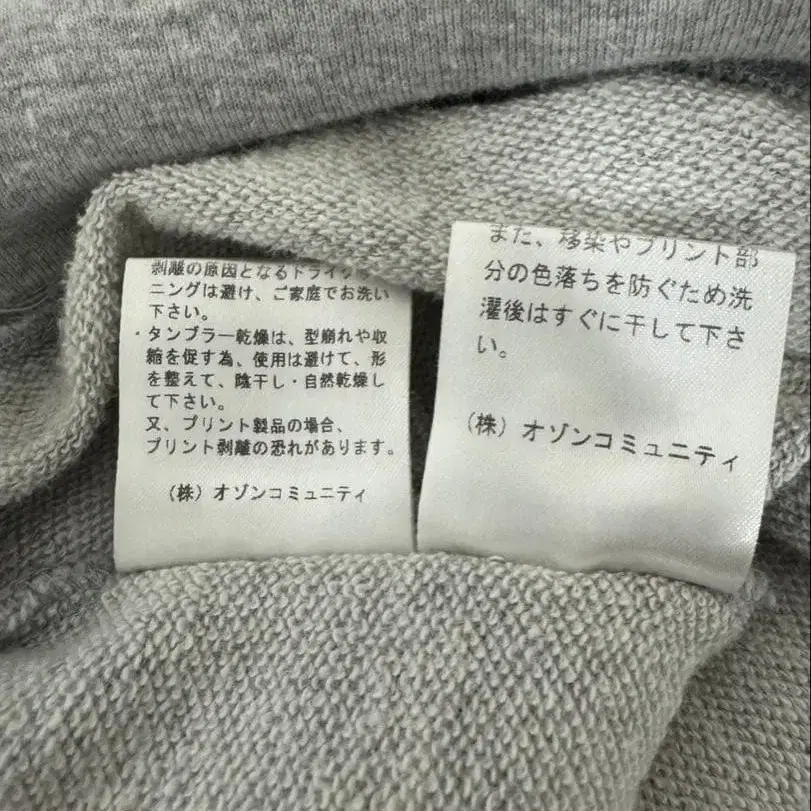 剥離の原因となるドライクリー
ニングは避け、ご家庭でお洗い
下さい。
・タンブラー乾燥は、型崩れや収
縮を促す為、使用は避けて、形
を整えて、陰干し・自然乾燥し
て下さい。
又、プリント製品の場合、
プリント剥離の恐れがあります。
(株)オゾンコミュニティ
また、移染やプリント部
分の色落ちを防ぐため洗
濯後はすぐに干して下さ
い。
(株)オゾンコミュニティ